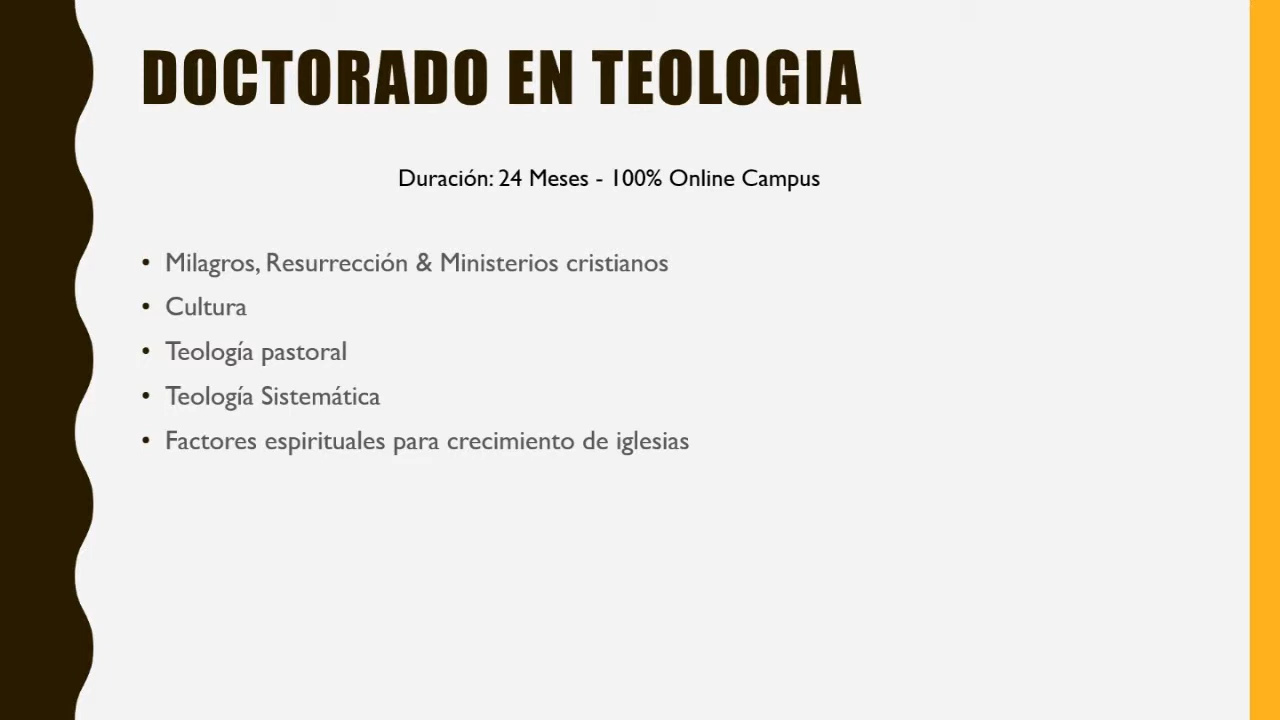 DOCTORADO EN TEOLOGIA
Duración: 24 Meses - 100% Online Campus
• Milagros, Resurrección & Ministerios cristianos
• Cultura
• Teología pastoral
• Teología Sistemática
• Factores espirituales para crecimiento de iglesias